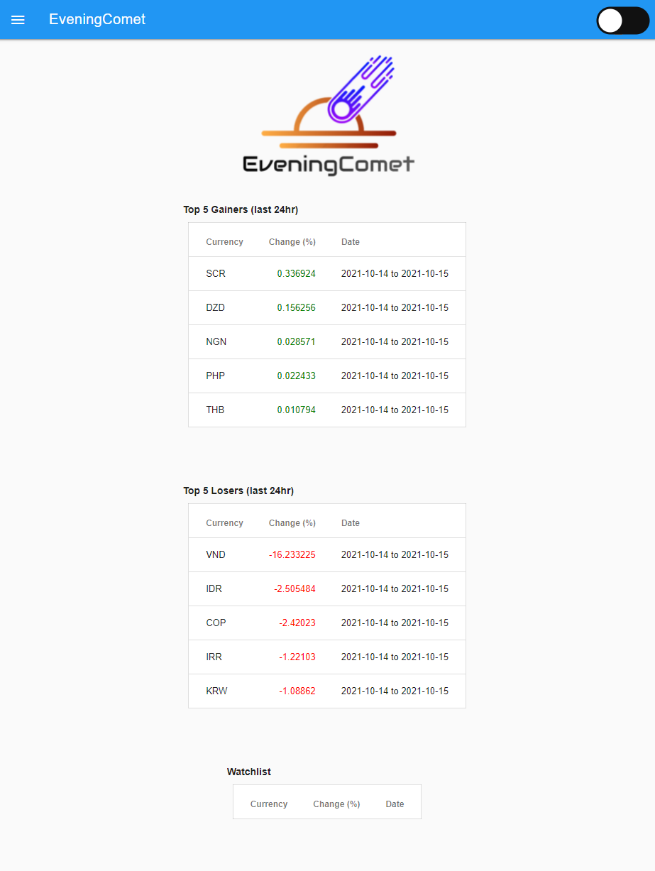 EveningComet
EveningComet
Top 5 Gainers (last 24hr)
Currency Change (%) Date
SCR 0.336924 2021-10-14 to 2021-10-15
DZD 0.156256 2021-10-14 to 2021-10-15
NGN 0.028571 2021-10-14 to 2021-10-15
PHP 0.022433 2021-10-14 to 2021-10-15
THB 0.010794 2021-10-14 to 2021-10-15
Top 5 Losers (last 24hr)
Currency Change (%) Date
VND -16.233225 2021-10-14 to 2021-10-15
IDR -2.505484 2021-10-14 to 2021-10-15
COP -2.42023 2021-10-14 to 2021-10-15
IRR -1.22103 2021-10-14 to 2021-10-15
KRW -1.08862 2021-10-14 to 2021-10-15
Watchlist
Currency Change (%) Date